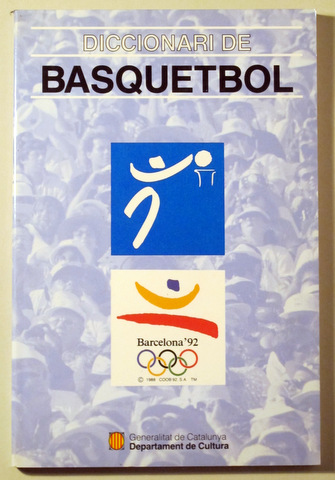 DICCIONARI DE
BASQUETBOL
Barcelona'92
© 1988 COOB'92, S.A. TM
Generalitat de Catalunya
Departament de Cultura